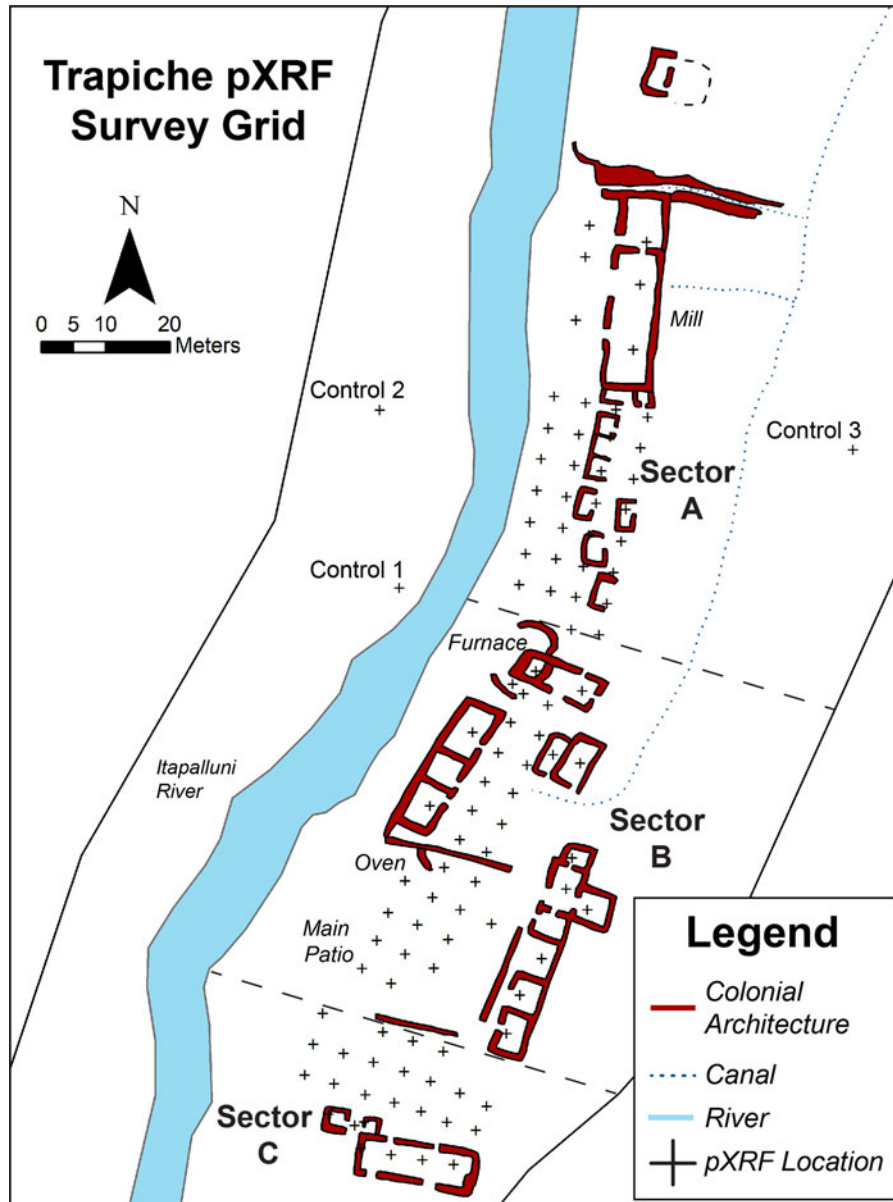 Trapiche pXRF
Survey Grid
N
0 5 10 20
Meters
Mill
Control 2
Control 3
Sector
A
Control 1
Furnace
Itapalluni
River
Sector
B
Oven
Main
Patio
Legend
Colonial
Architecture
Canal
River
pXRF Location
Sector
C